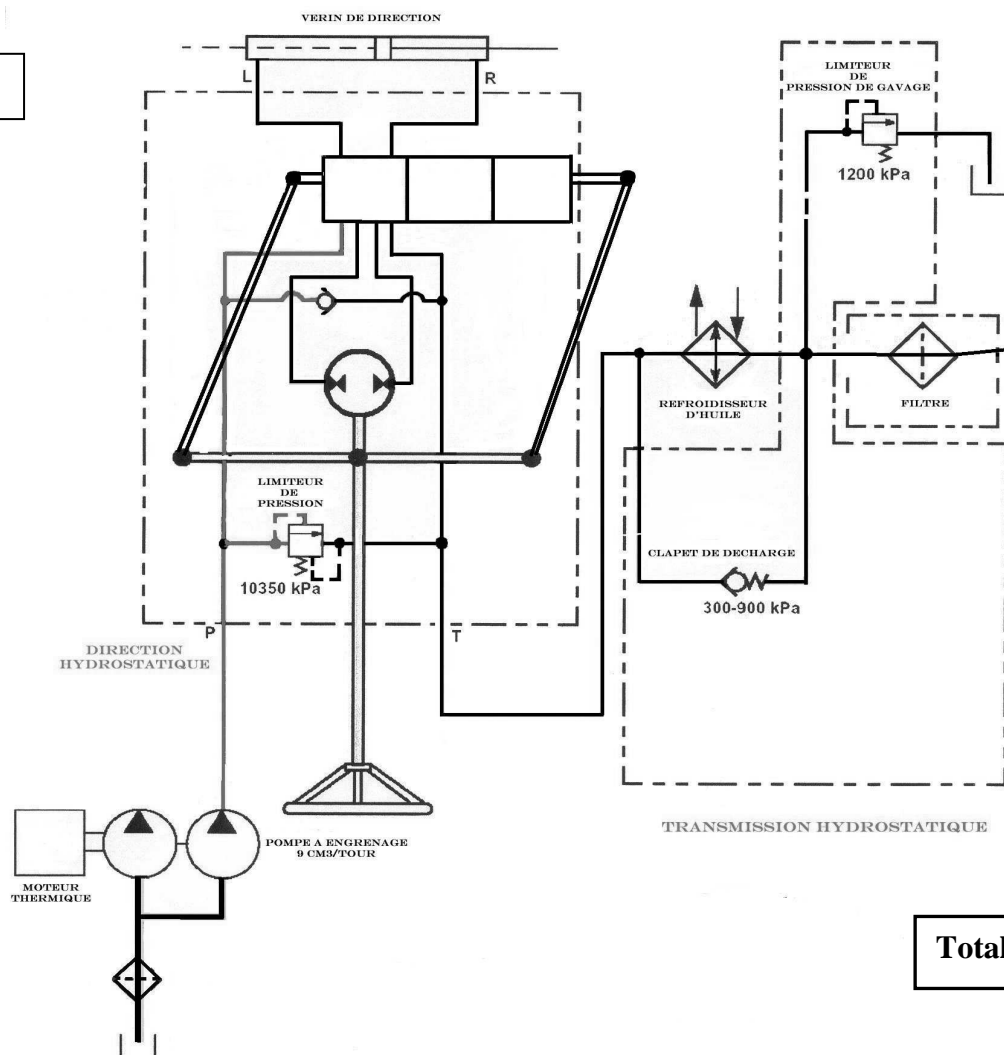 VERIN DE DIRECTION
L
R
LIMITEUR
DE
PRESSION DE GAVAGE
1200 kPa
REFROIDISSEUR
D'HUILE
FILTRE
LIMITEUR
DE
PRESSION
10350 kPa
CLAPET DE DECHARGE
300-900 kPa
P
T
DIRECTION
HYDROSTATIQUE
POMPE A ENGRENAGE
9 CM3/TOUR
MOTEUR
THERMIQUE
TRANSMISSION HYDROSTATIQUE
Total